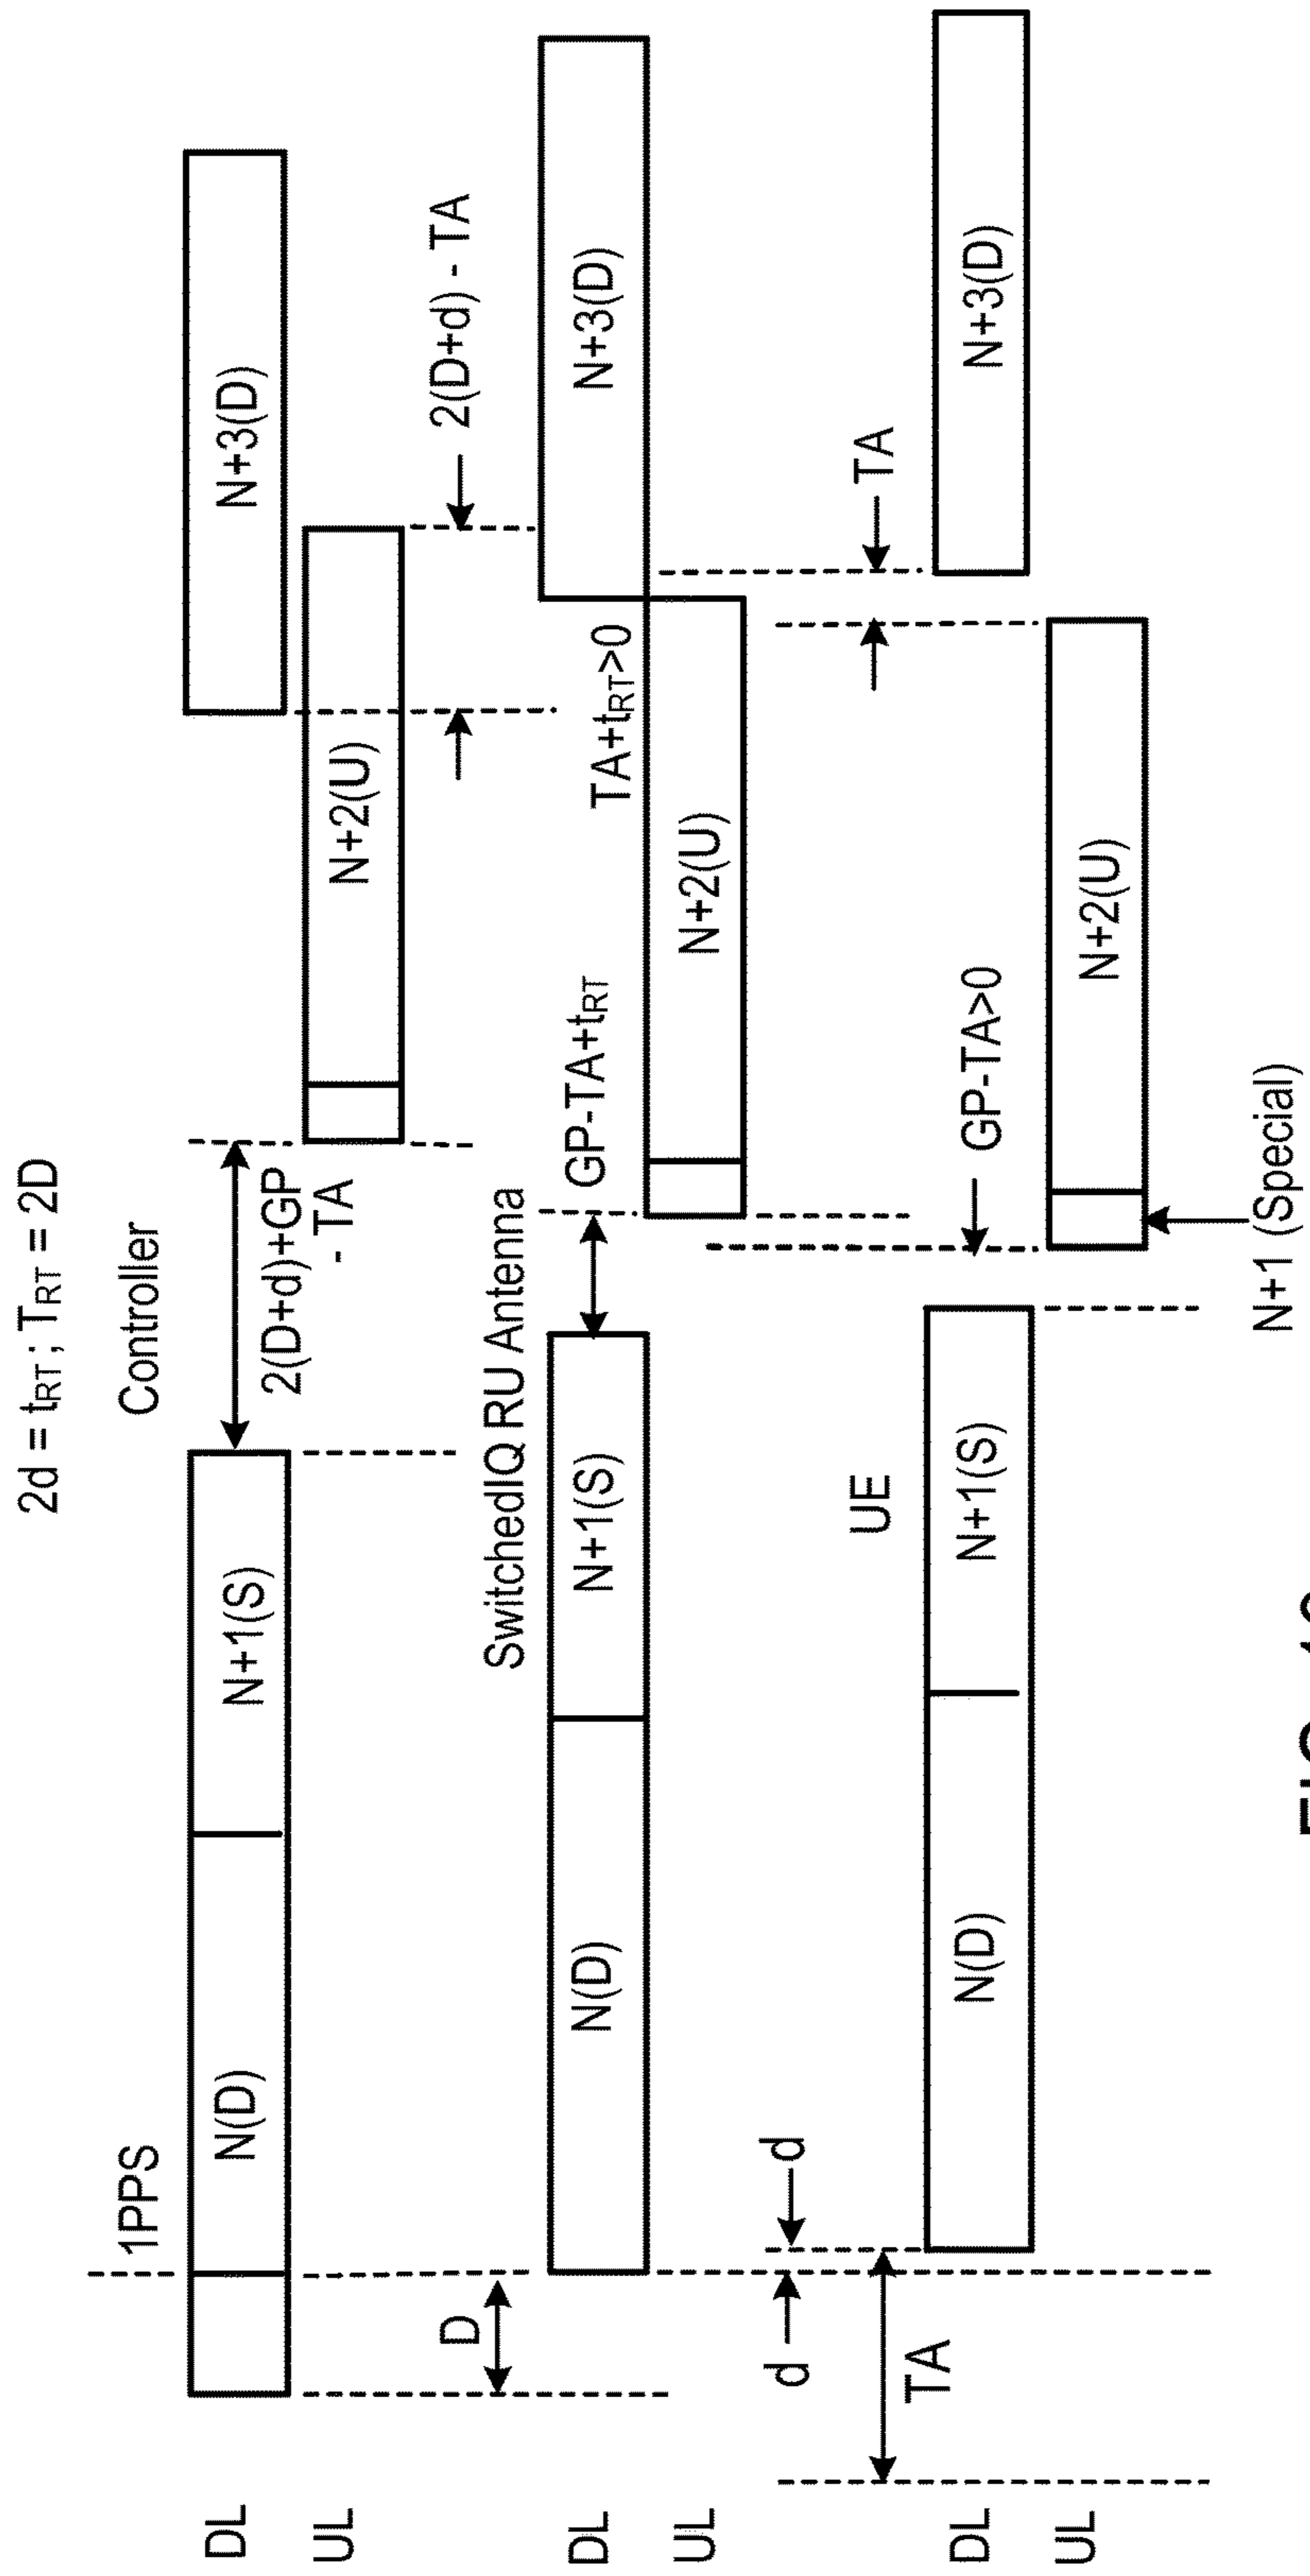 2d = tRT; TRT = 2D
Controller
1PPS
DL
N(D)
N+1(S)
N+3(D)
UL
2(D+d)+GP
- TA
N+2(U)
2(D+d) - TA
D
SwitchedIQ RU Antenna
GP-TA+tRT
TA+tRT>0
DL
N(D)
N+1(S)
N+3(D)
UL
N+2(U)
d
d
UE
TA
TA
GP-TA>0
DL
N(D)
N+1(S)
N+3(D)
UL
N+2(U)
N+1 (Special)